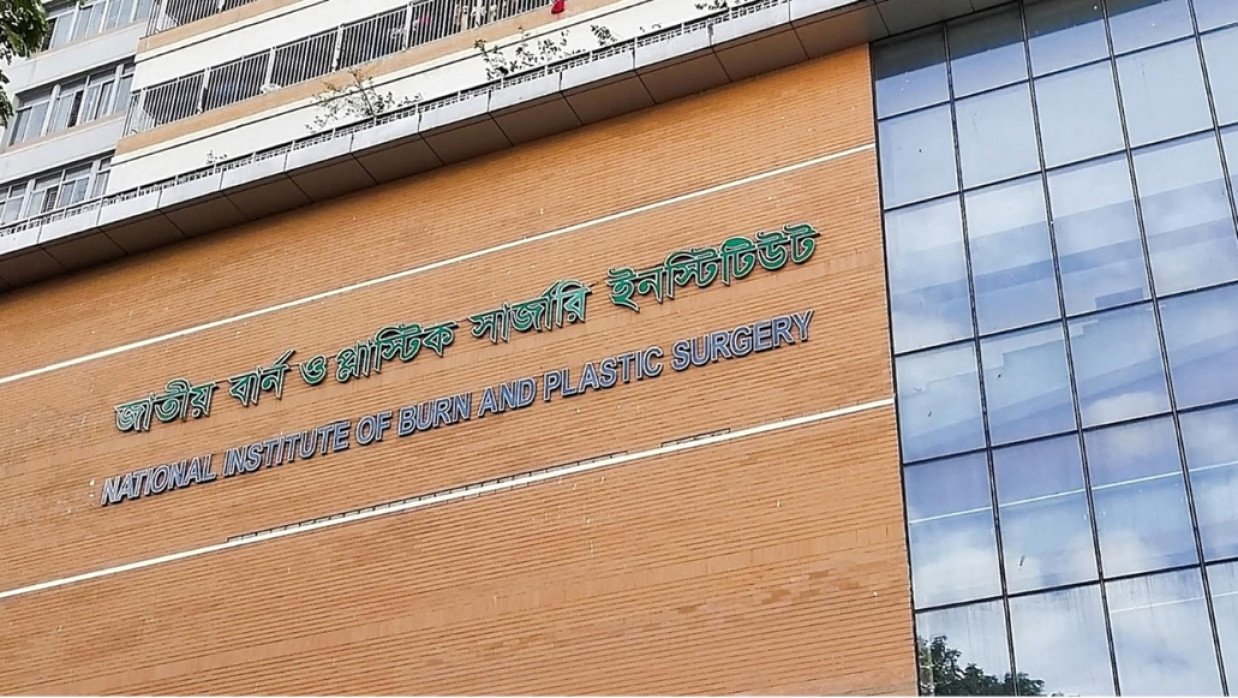 জাতীয় বার্ন ও প্লাস্টিক সার্জারি ইনস্টিটিউট
NATIONAL INSTITUTE OF BURN AND PLASTIC SURGERY